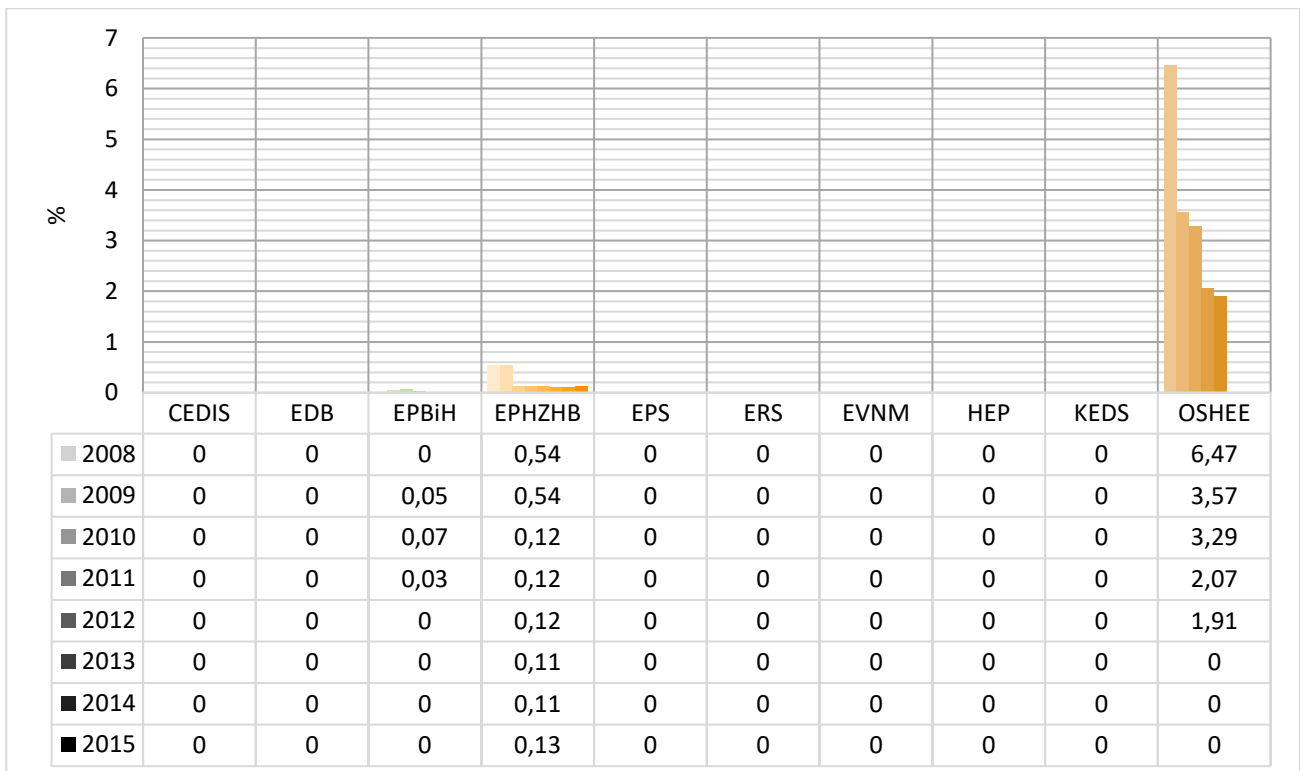 7
6
5
4
3
2
1
0
%
CEDIS EDB EPBiH EPHZHB EPS ERS EVNM HEP KEDS OSHEE
2008 0 0 0 0,54 0 0 0 0 0 6,47
2009 0 0 0,05 0,54 0 0 0 0 0 3,57
2010 0 0 0,07 0,12 0 0 0 0 0 3,29
2011 0 0 0,03 0,12 0 0 0 0 0 2,07
2012 0 0 0 0,12 0 0 0 0 0 1,91
2013 0 0 0 0,11 0 0 0 0 0 0
2014 0 0 0 0,11 0 0 0 0 0 0
2015 0 0 0 0,13 0 0 0 0 0 0